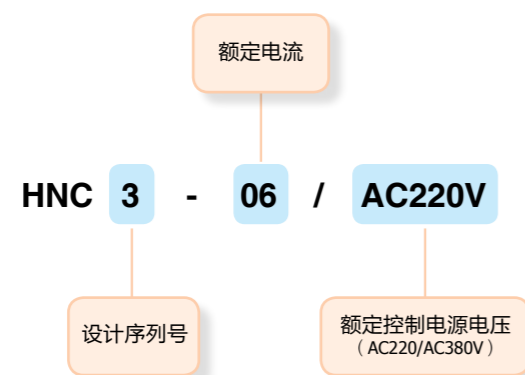 额定电流
HNC 3 - 06 / AC220V
设计序列号
额定控制电源电压
（AC220/AC380V）